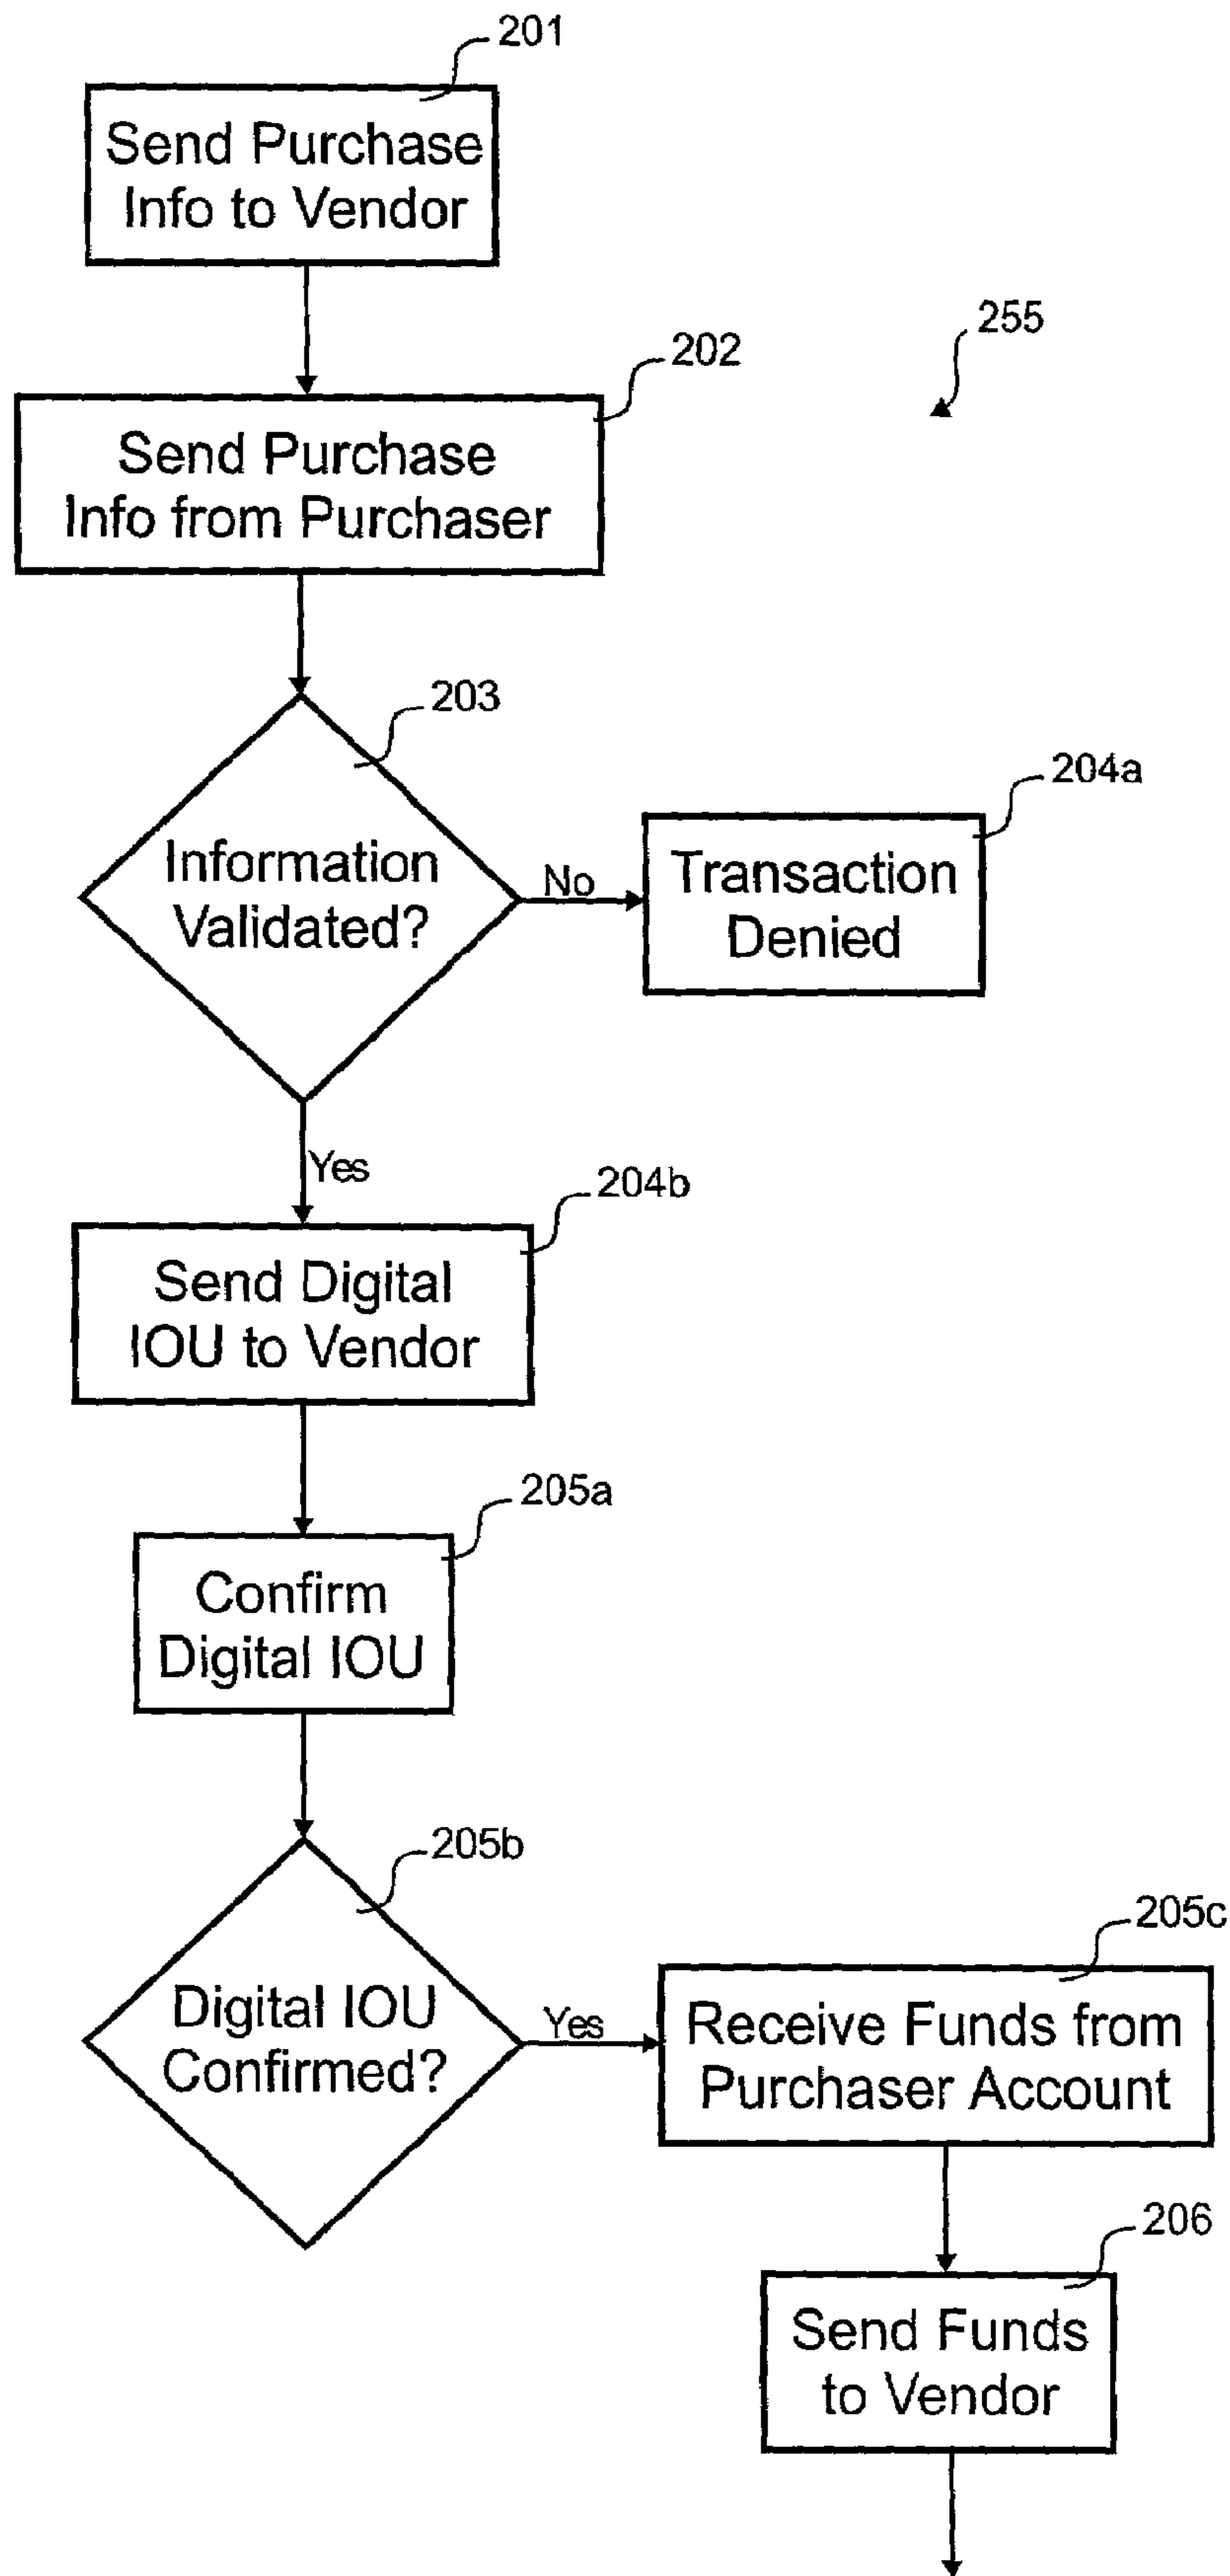 201
Send Purchase
Info to Vendor
255
202
Send Purchase
Info from Purchaser
203
Information
Validated?
No
204a
Transaction
Denied
Yes
204b
Send Digital
IOU to Vendor
205a
Confirm
Digital IOU
205b
Digital IOU
Confirmed?
Yes
205c
Receive Funds from
Purchaser Account
206
Send Funds
to Vendor